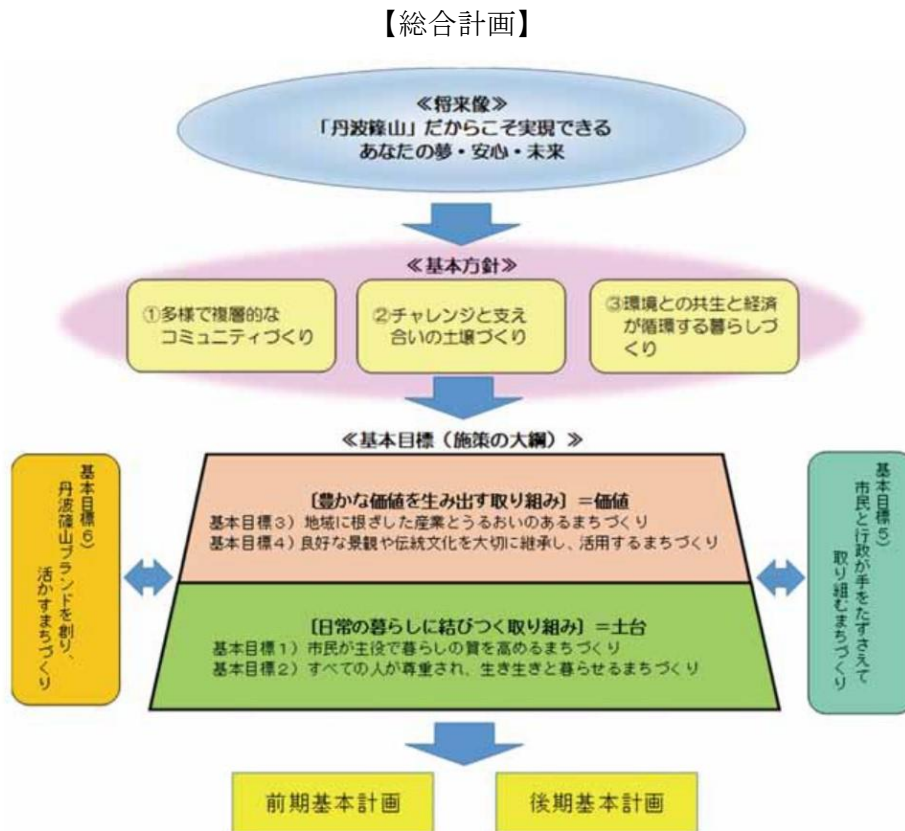 【総合計画】
≪将来像≫
「丹波篠山」だからこそ実現できる
あなたの夢・安心・未来
≪基本方針≫
①多様で複層的な
コミュニティづくり
②チャレンジと支え
合いの土壌づくり
③環境との共生と経済
が循環する暮らしづ
くり
≪基本目標（施策の大綱）≫
基本目標６）
丹波篠山ブランドを創り、
活かすまちづくり
〔豊かな価値を生み出す取り組み〕＝価値
基本目標３）地域に根ざした産業とうるおいのあるまちづくり
基本目標４）良好な景観や伝統文化を大切に継承し、活用するまちづくり
〔日常の暮らしに結びつく取り組み〕＝土台
基本目標１）市民が主役で暮らしの質を高めるまちづくり
基本目標２）すべての人が尊重され、生き生きと暮らせるまちづくり
基本目標５）
市民と行政が手をたずさえて
取り組むまちづくり
前期基本計画
後期基本計画